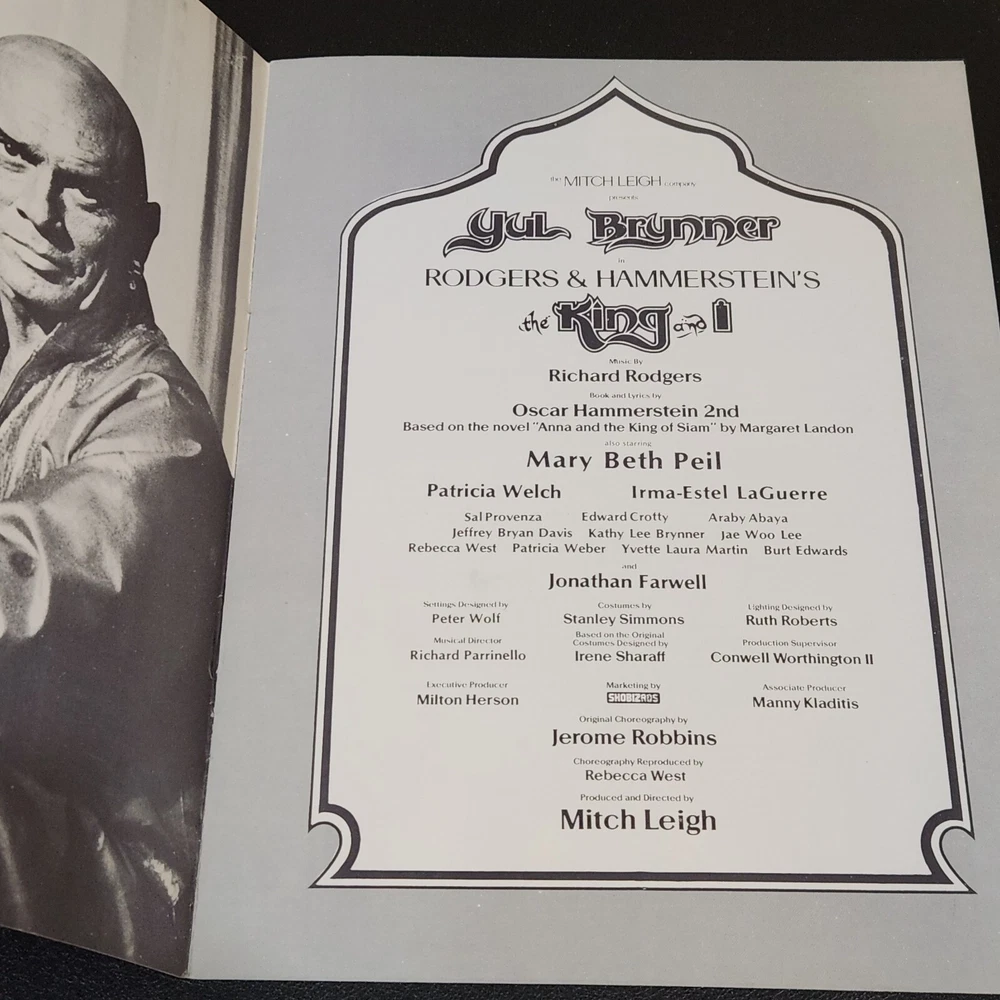 the MITCH LEIGH company
presents
Yul Brynner
in
RODGERS & HAMMERSTEIN'S
the King and I
Music By
Richard Rodgers
Book and Lyrics by
Oscar Hammerstein 2nd
Based on the novel "Anna and the King of Siam" by Margaret Landon
also starring
Mary Beth Peil
Patricia Welch Irma-Estel LaGuerre
Sal Provenza Edward Crotty Araby Abaya
Jeffrey Bryan Davis Kathy Lee Brynner Jae Woo Lee
Rebecca West Patricia Weber Yvette Laura Martin Burt Edwards
and
Jonathan Farwell
Settings Designed by Costumes by Lighting Designed by
Peter Wolf Stanley Simmons Ruth Roberts
Musical Director Based on the Original Costumes Designed by Production Supervisor
Richard Parrinello Irene Sharaff Conwell Worthington II
Executive Producer Marketing by Associate Producer
Milton Herson SHOBIZADS Manny Kladitis
Original Choreography by
Jerome Robbins
Choreography Reproduced by
Rebecca West
Produced and Directed by
Mitch Leigh